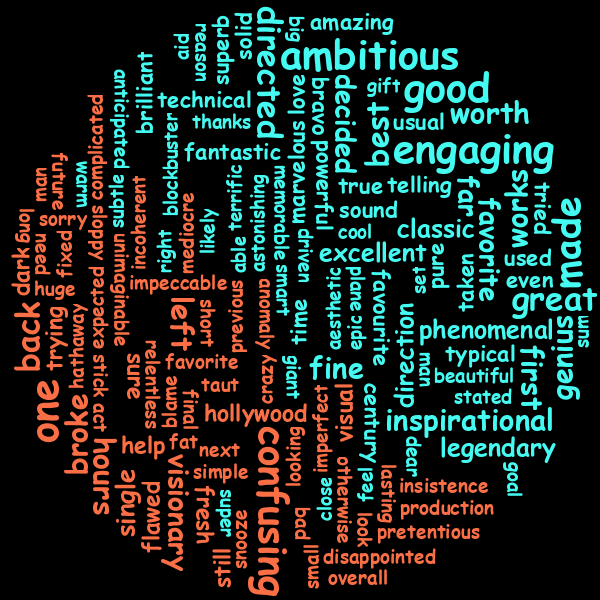 amazing
big
directed
solid
superb
reason
aid
ambitious
brilliant
technical
gift
good
decided
bravo
powerful
love
marvelous
best
worth
usual
thanks
anticipated
subtle
complicated
sloppy
expected
stick
act
blockbuster
fantastic
engaging
memorable
smart
terrific
able
astonishing
driven
time
true
telling
far
favorite
works
tried
made
future
man
warm
sorry
long
dark
need
fixed
huge
unimaginable
incoherent
right
mediocre
likely
sound
cool
classic
excellent
pure
set
taken
used
even
great
impeccable
back
trying
hathaway
left
short
previous
crazy
humanity
giant
aesthetic
epic
planet
favourite
direction
phenomenal
genius
sum
typical
first
man
beautiful
stated
fine
one
broke
hours
sure
relentless
blame
favorite
taut
final
hollywood
imperfect
visual
century
inspirational
legendary
dear
goal
help
fat
next
simple
confusing
looking
otherwise
feel
close
single
flawed
visionary
fresh
still
super
snooze
bad
small
look
lasting
insistence
production
pretentious
disappointed
overall